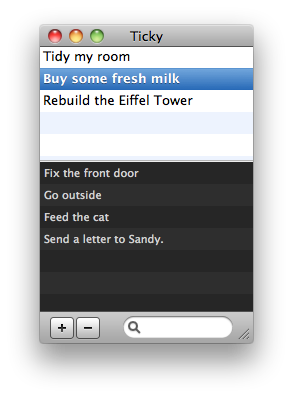 Ticky
Tidy my room
Buy some fresh milk
Rebuild the Eiffel Tower
Fix the front door
Go outside
Feed the cat
Send a letter to Sandy.